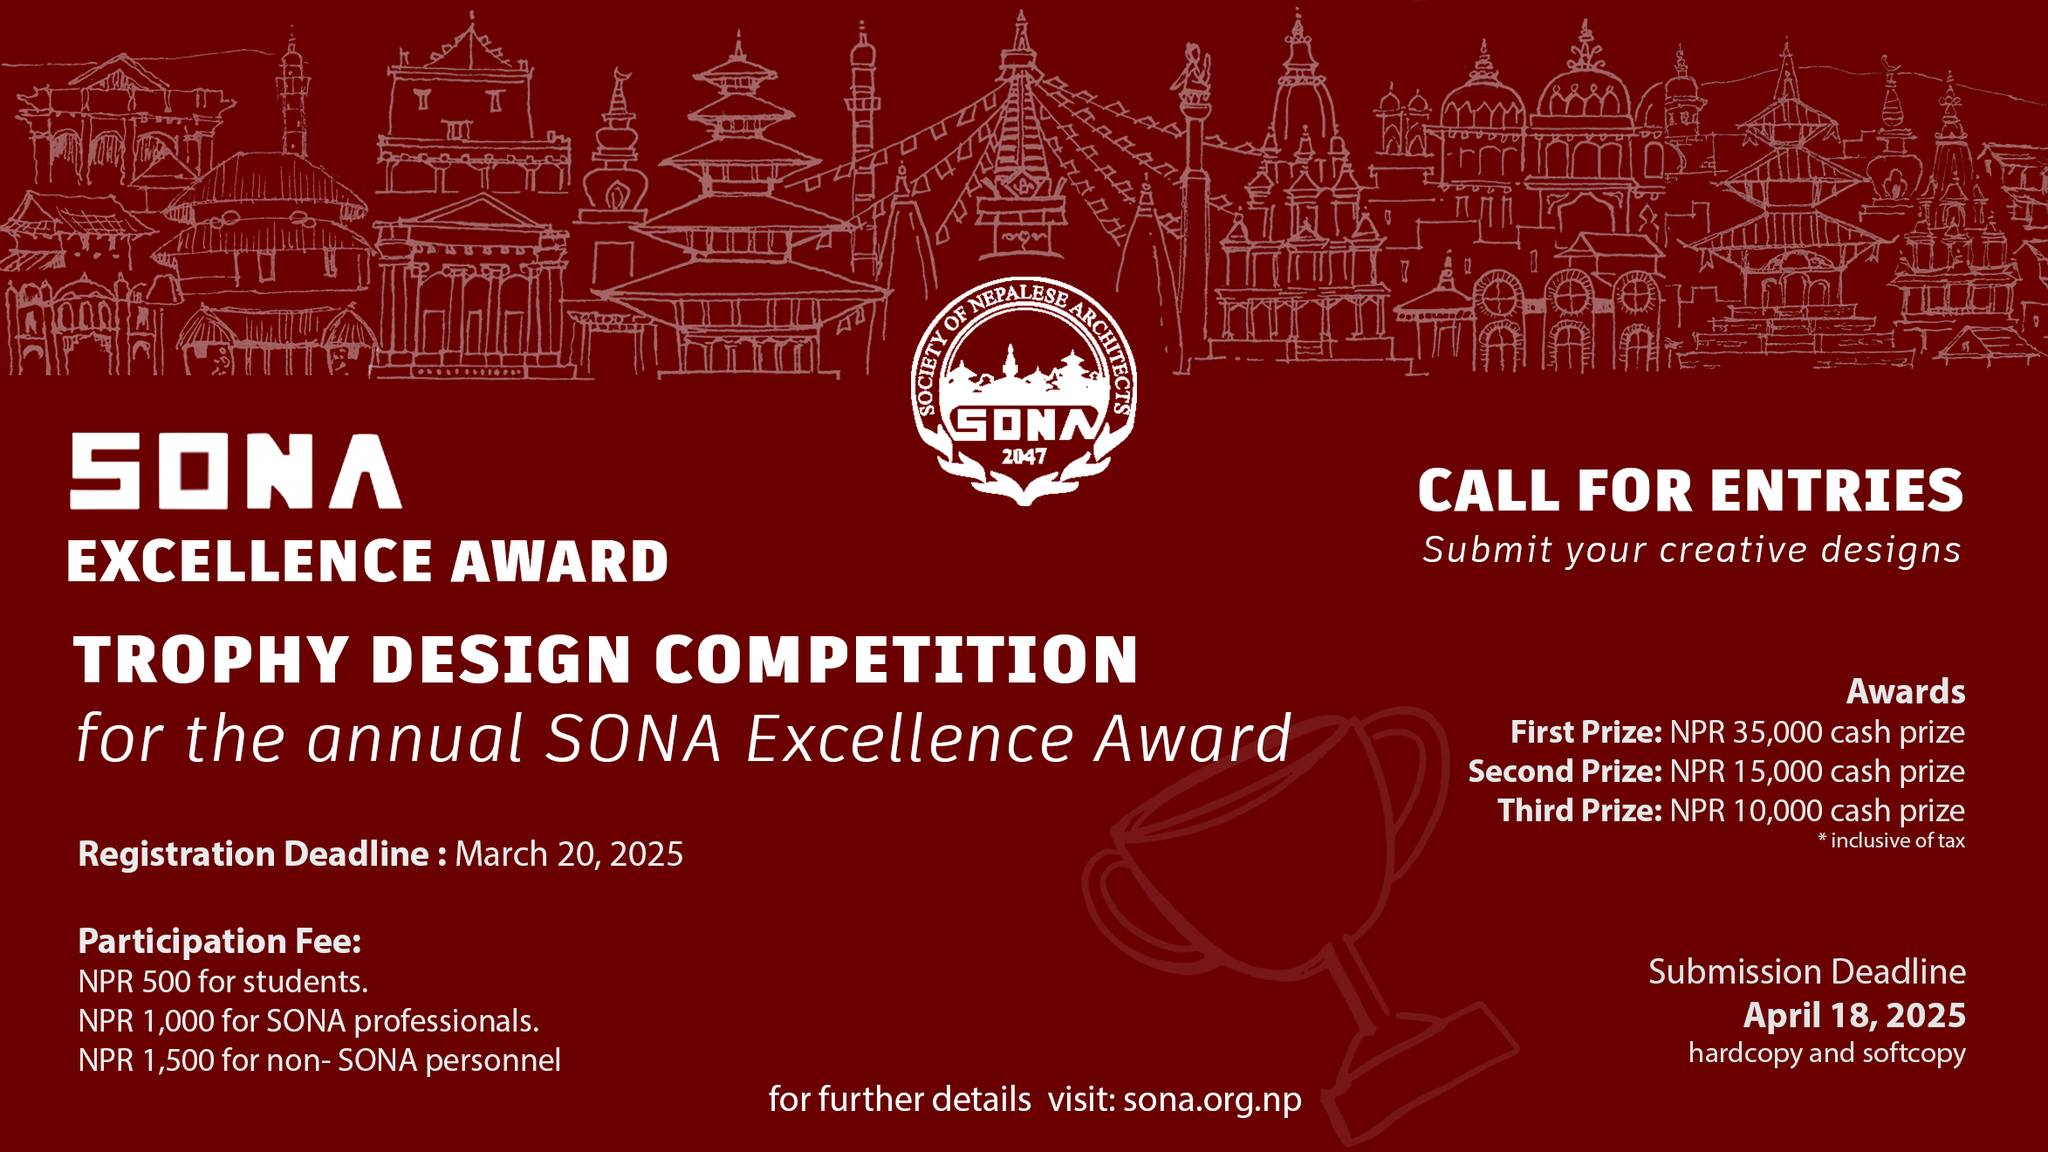 SOCIETY OF NEPALESE ARCHITECTS
SONA
2047
SONA
EXCELLENCE AWARD
CALL FOR ENTRIES
Submit your creative designs
TROPHY DESIGN COMPETITION
for the annual SONA Excellence Award
Registration Deadline : March 20, 2025
Participation Fee:
NPR 500 for students.
NPR 1,000 for SONA professionals.
NPR 1,500 for non- SONA personnel
Awards
First Prize: NPR 35,000 cash prize
Second Prize: NPR 15,000 cash prize
Third Prize: NPR 10,000 cash prize
* inclusive of tax
Submission Deadline
April 18, 2025
hardcopy and softcopy
for further details visit: sona.org.np